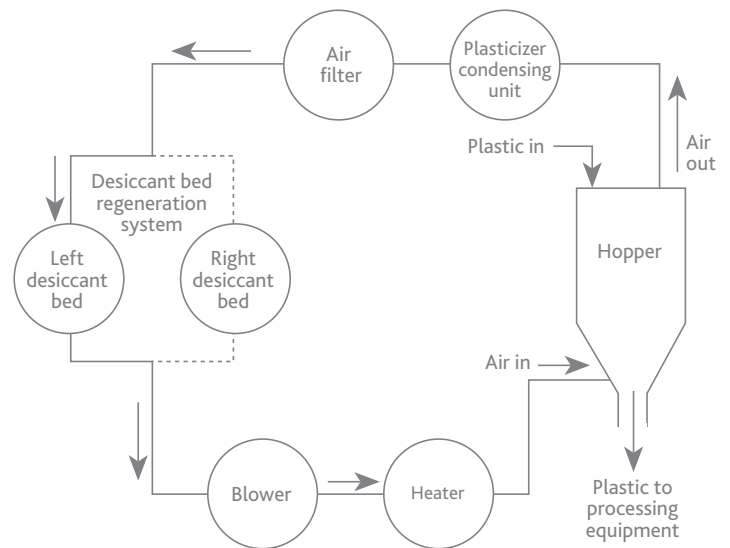 Air
filter
Plasticizer
condensing
unit
Plastic in
Air
out
Desiccant bed
regeneration
system
Left
desiccant
bed
Right
desiccant
bed
Hopper
Air in
Blower
Heater
Plastic to
processing
equipment